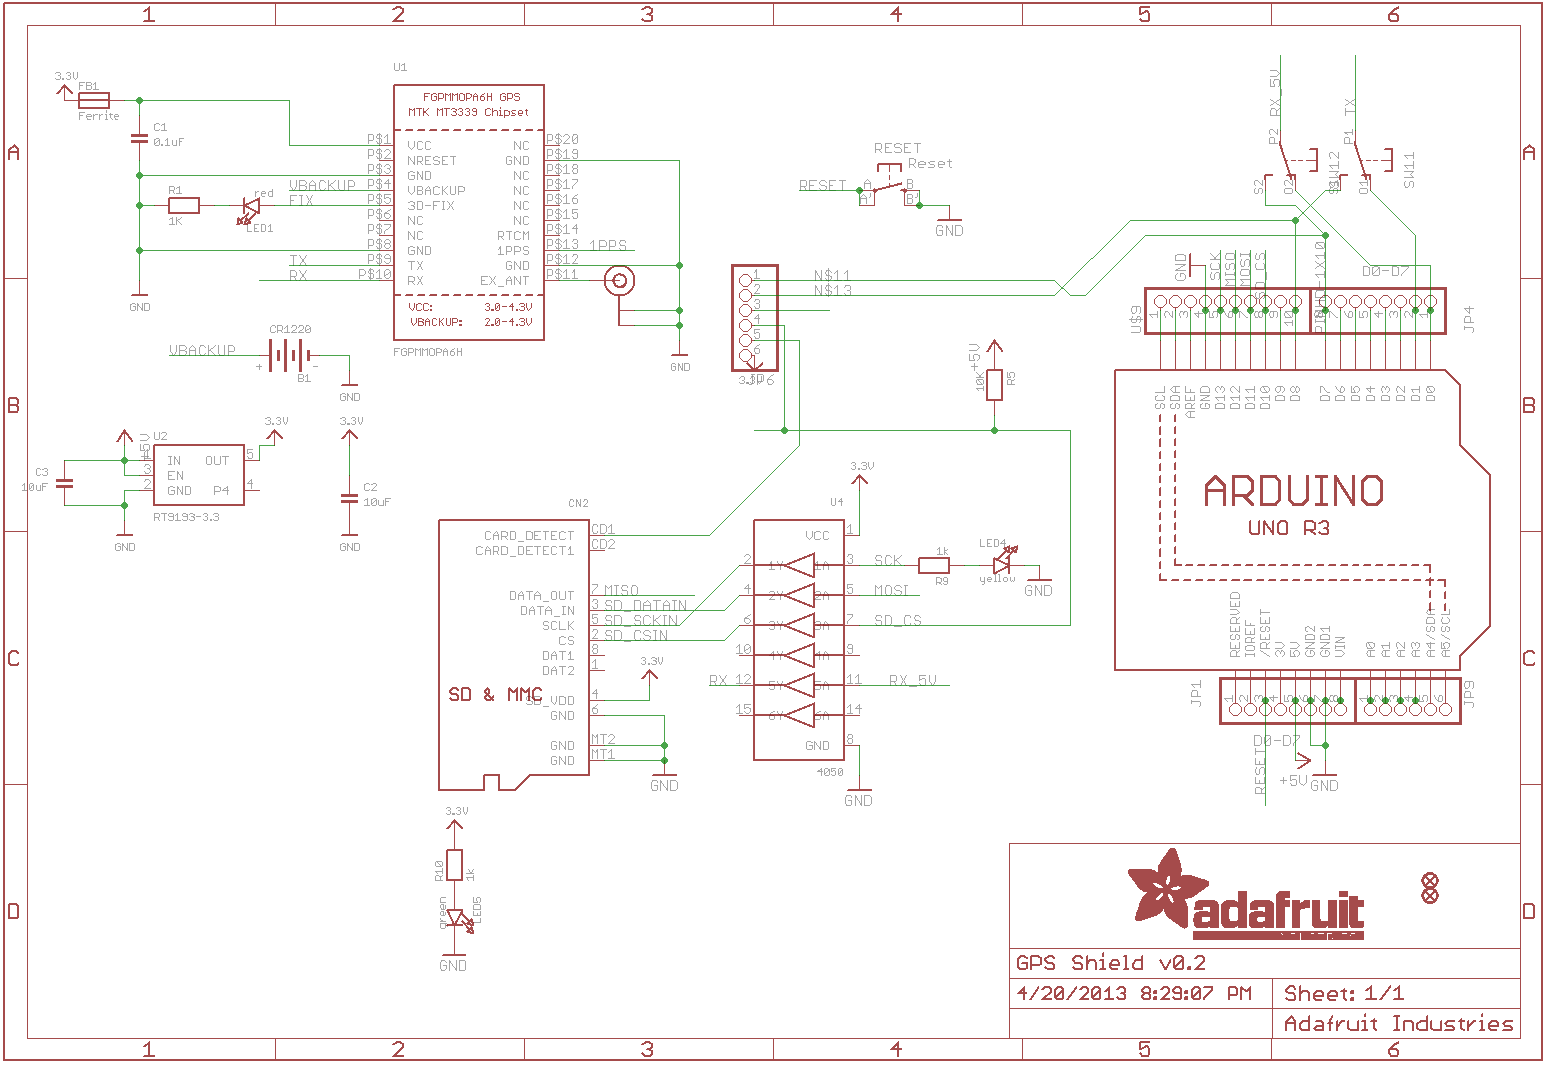 1 2 3 4 5 6
A
B
C
D
A
B
C
D
1 2 3 4 5 6
3.3V
FB1
Ferrite
C1
0.1uF
R1
1K
red
LED1
GND
VBACKUP
FIX
TX
RX
U1
FGPMMOPA6H GPS
MTK MT3339 Chipset
P$1 VCC NC P$20
P$2 NRESET GND P$19
P$3 GND NC P$18
P$4 VBACKUP NC P$17
P$5 3D-FIX NC P$16
P$6 NC NC P$15
P$7 NC RTCM P$14
P$8 GND 1PPS P$13 1PPS
P$9 TX GND P$12
P$10 RX EX_ANT P$11
VCC: 3.0-4.3V
VBACKUP: 2.0-4.3V
FGPMMOPA6H
GND
VBACKUP
CR1220
+ -
B1
GND
U2
C3
10uF
1 IN OUT 5
3 EN
2 GND P4 4
RT9193-3.3
GND
3.3V
3.3V
C2
10uF
GND
RESET
Reset
RESET
A B
A' B'
GND
1
2
3
4
5
6
N$11
N$13
+5V
10K
R5
CN2
CARD_DETECT CD1
CARD_DETECT1 CD2
DATA_OUT 7 MISO
DATA_IN 3 SD_DATAIN
SCLK 5 SD_SCKIN
CS 2 SD_CSIN
DAT1 8
DAT2 1
SD & MMC
SD_VDD 4
GND 6
GND MT2
GND MT1
3.3V
GND
3.3V
U4
VCC 1
2 1Y 1A 3 SCK
4 2Y 2A 5 MOSI
6 3Y 3A 7 SD_CS
10 4Y 4A 9
RX 12 5Y 5A 11 RX_5V
15 6Y 6A 14
GND 8
4050
GND
1k
R9
LED4
yellow
GND
3.3V
R10
1k
green
LED5
GND
RX_5V
P2
TX
P1
SW12
SW11
S2
O2
O1
GND
SCK
MISO
MOSI
SD_CS
D0-D7
U$9
JP4
1 2 3 4 5 6 7 8 9 10
7 6 5 4 3 2 1
SCL SDA AREF GND D13 D12 D11 D10 D9 D8 D7 D6 D5 D4 D3 D2 D1 D0
ARDUINO
UNO R3
RESERVED IOREF /RESET 3V 5V GND2 GND1 VIN A0 A1 A2 A3 A4/SDA A5/SCL
JP1
1 2 3 4 5 6 7 8
1 2 3 4 5 6
JP9
D0-D7
RESET
+5V
GND
adafruit
GPS Shield v0.2
4/20/2013 8:29:07 PM
Sheet: 1/1
Adafruit Industries